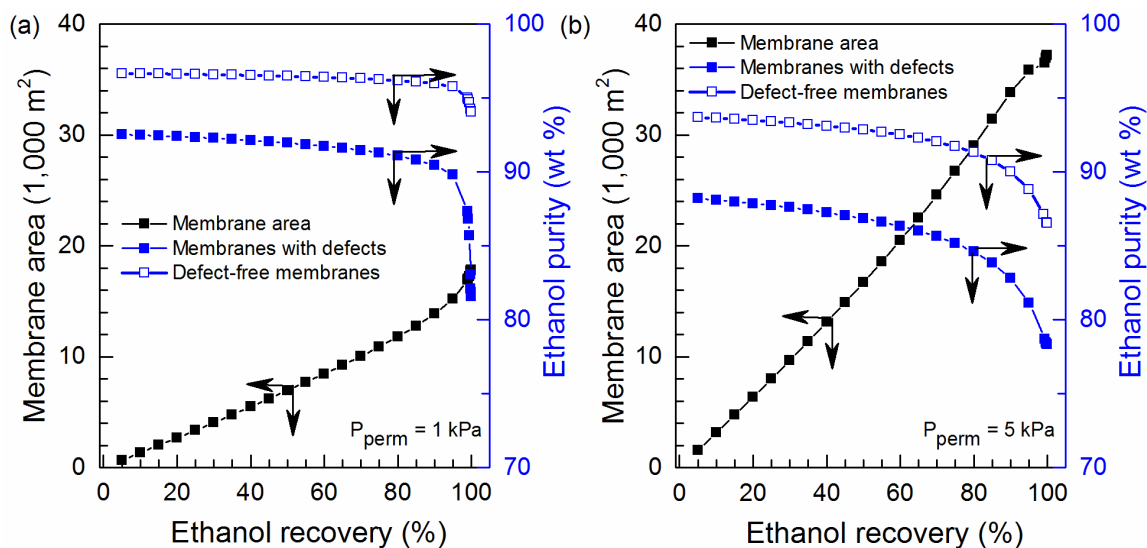 (a)
Membrane area (1,000 m²)
40
30
20
10
0
100
90
80
70
Ethanol purity (wt %)
Membrane area
Membranes with defects
Defect-free membranes
P_perm = 1 kPa
0 20 40 60 80 100
Ethanol recovery (%)
(b)
Membrane area (1,000 m²)
40
30
20
10
0
100
90
80
70
Ethanol purity (wt %)
Membrane area
Membranes with defects
Defect-free membranes
P_perm = 5 kPa
0 20 40 60 80 100
Ethanol recovery (%)